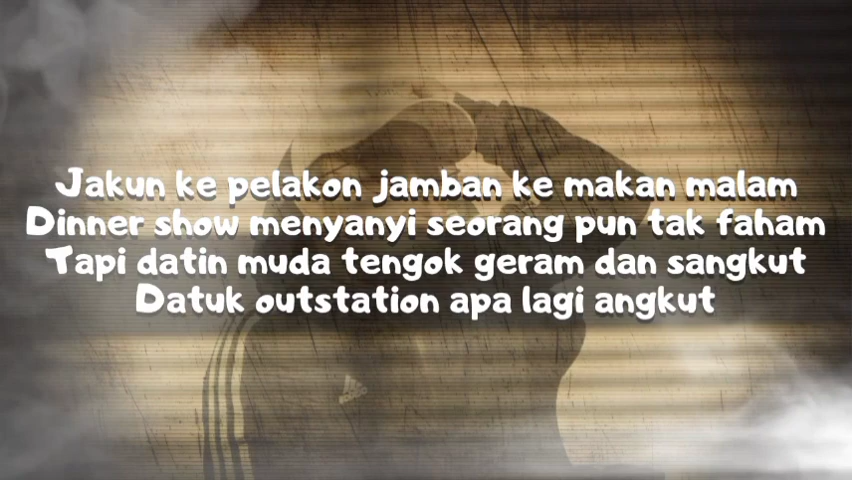 Jakun ke pelakon jamban ke makan malam
Dinner show menyanyi seorang pun tak faham
Tapi datin muda tengok geram dan sangkut
Datuk outstation apa lagi angkut